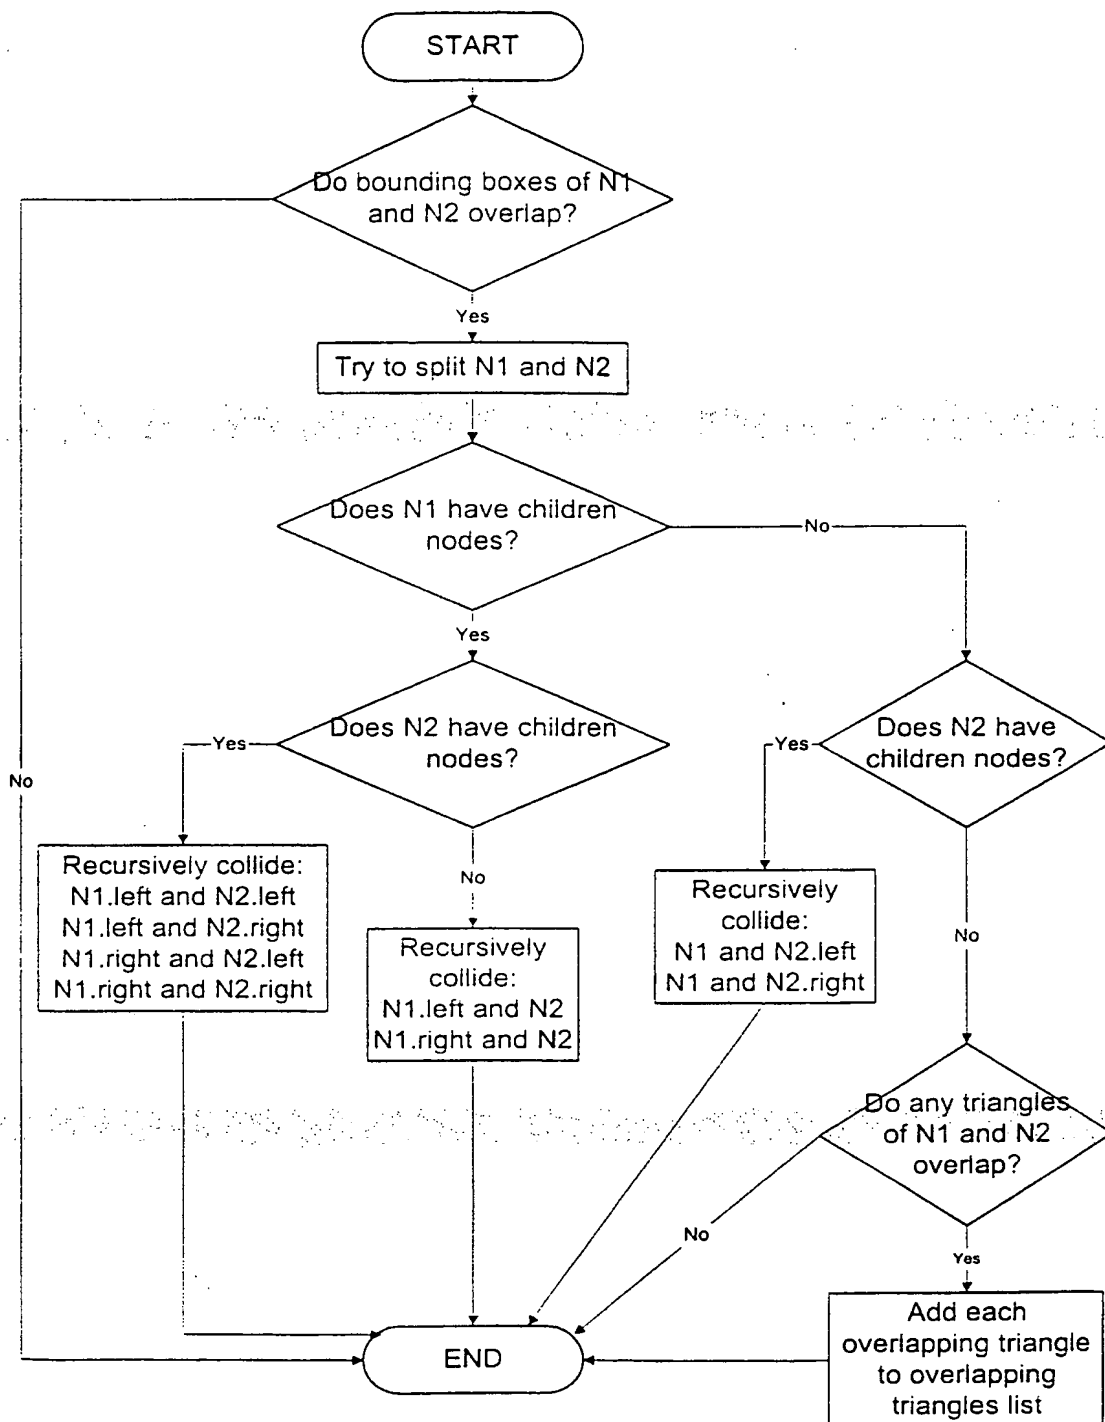 START
Do bounding boxes of N1
and N2 overlap?
Yes
Try to split N1 and N2
Does N1 have children
nodes?
No
Yes
Does N2 have children
nodes?
Yes
Does N2 have
children nodes?
Yes
No
Recursively collide:
N1.left and N2.left
N1.left and N2.right
N1.right and N2.left
N1.right and N2.right
No
Recursively
collide:
N1.left and N2
N1.right and N2
Recursively
collide:
N1 and N2.left
N1 and N2.right
No
Do any triangles
of N1 and N2
overlap?
No
Yes
Add each
overlapping triangle
to overlapping
triangles list
END